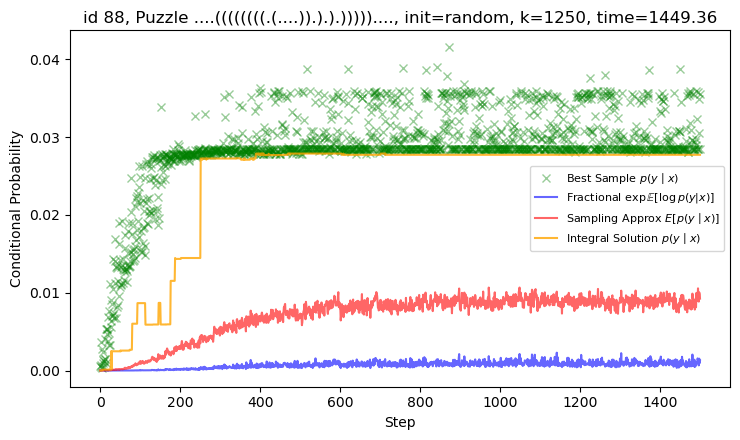 id 88, Puzzle ....((((((((.(....)).).).)))))...., init=random, k=1250, time=1449.36
0.04
0.03
0.02
0.01
0.00
Conditional Probability
Best Sample p(y | x)
Fractional exp 𝔼[log p(y|x)]
Sampling Approx E[p(y | x)]
Integral Solution p(y | x)
0 200 400 600 800 1000 1200 1400
Step